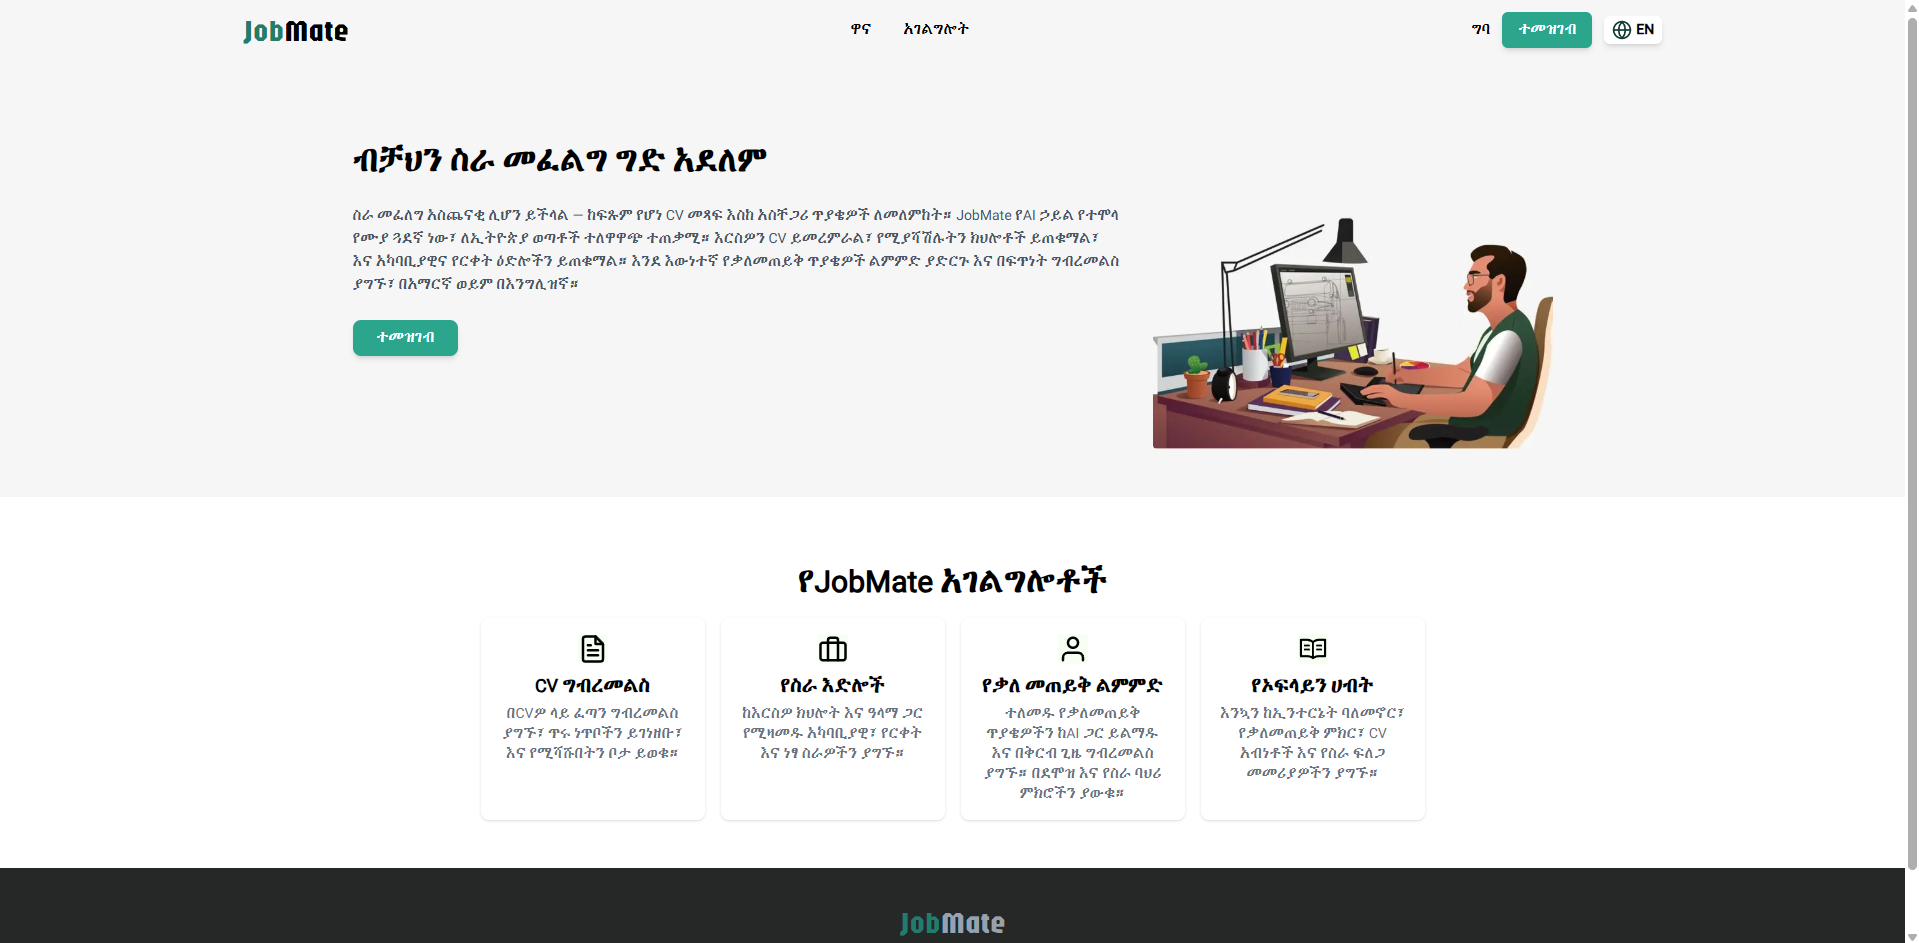 JobMate
ዋና
አገልግሎት
ግባ
ተመዝገብ
EN
ብቻህን ስራ መፈልግ ግድ አደለም
ስራ መፈለግ አስጨናቂ ሊሆን ይችላል – ከፍጹም የሆነ CV መጻፍ እስከ አስቸጋሪ ጥያቄዎች ለመለምከት። JobMate የAI ኃይል የተሞላ
የሙያ ጓደኛ ነው፣ ለኢትዮጵያ ወጣቶች ተለዋዋጭ ተጠቃሚ። እርስዎን CV ይመረምራል፣ የሚያሻሽሉትን ክህሎቶች ይጠቁማል፣
እና አካባቢያዊና የርቀት ዕድሎችን ይጠቁማል። እንደ እውነተኛ የቃለመጠይቅ ጥያቄዎች ልምምድ ያድርጉ እና በፍጥነት ግብረመልስ
ያግኙ፣ በአማርኛ ወይም በእንግሊዝኛ።
ተመዝገብ
የJobMate አገልግሎቶች
CV ግብረመልስ
በCVዎ ላይ ፈጣን ግብረመልስ
ያግኙ፣ ጥሩ ነጥቦችን ይገነዘቡ፣
እና የሚሻሹበትን ቦታ ይወቁ።
የስራ እድሎች
ከእርስዎ ክህሎት እና ዓላማ ጋር
የሚዛመዱ አካባቢያዊ፣ የርቀት
እና ነፃ ስራዎችን ያግኙ።
የቃለ መጠይቅ ልምምድ
ተለመዱ የቃለመጠይቅ
ጥያቄዎችን ከAI ጋር ይልማዱ
እና በቅርብ ጊዜ ግብረመልስ
ያግኙ። በደሞዝ እና የስራ ባህሪ
ምክሮችን ያውቁ።
የኦፍላይን ሀብት
እንኳን ከኢንተርኔት ባለመኖር፣
የቃለመጠይቅ ምክር፣ CV
አብነቶች እና የስራ ፍለጋ
መመሪያዎችን ያግኙ።
JobMate